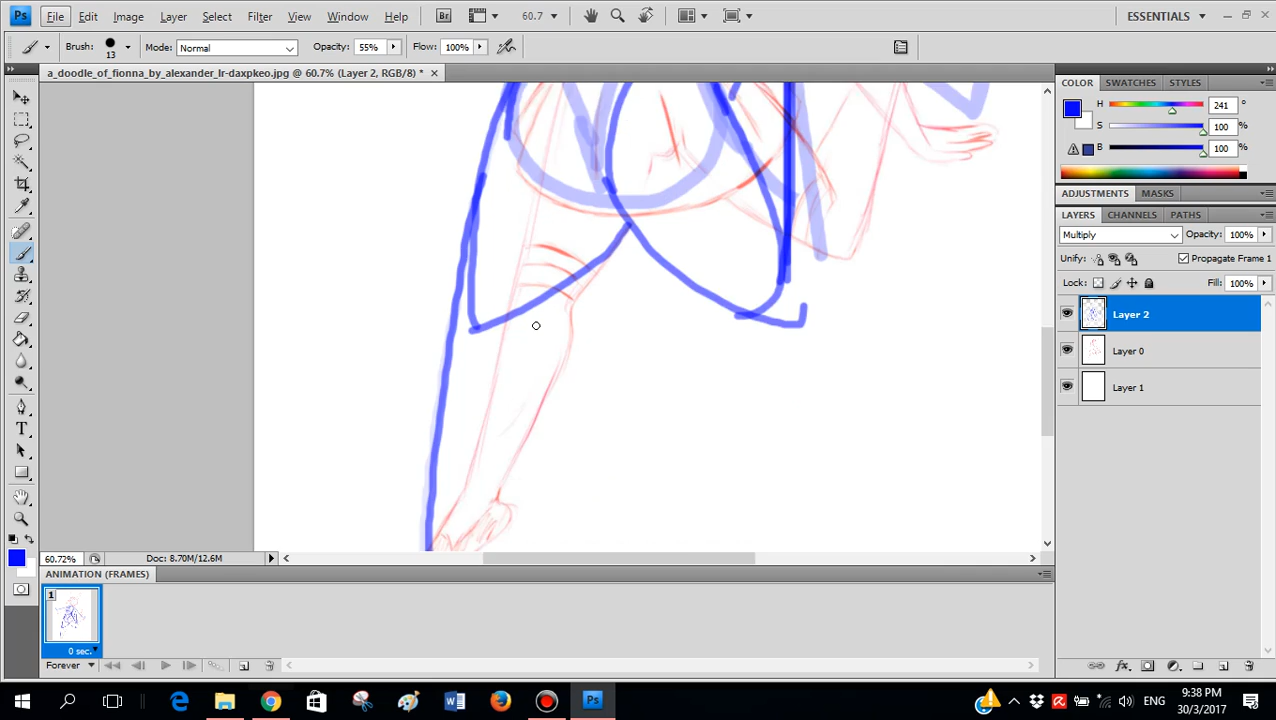 Ps File Edit Image Layer Select Filter View Window Help Br 60.7 ESSENTIALS
Brush: 13 Mode: Normal Opacity: 55% Flow: 100%
a_doodle_of_fionna_by_alexander_lr-daxpkeo.jpg @ 60.7% (Layer 2, RGB/8) *
COLOR SWATCHES STYLES
H 241 °
S 100 %
B 100 %
ADJUSTMENTS MASKS
LAYERS CHANNELS PATHS
Multiply Opacity: 100%
Unify: Propagate Frame 1
Lock: Fill: 100%
Layer 2
Layer 0
Layer 1
T
60.72% Doc: 8.70M/12.6M
ANIMATION (FRAMES)
1
0 sec.
Forever
Ps
ENG
9:38 PM
30/3/2017